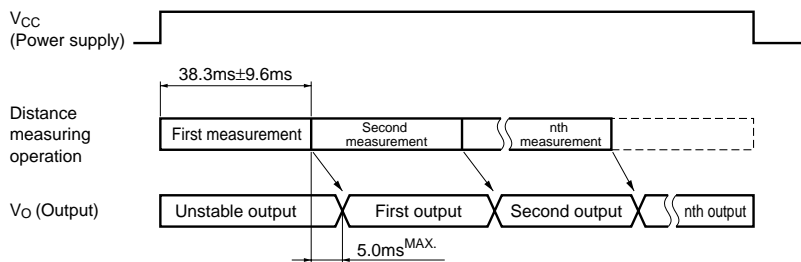 VCC
(Power supply)
38.3ms±9.6ms
Distance
measuring
operation
First measurement
Second
measurement
nth
measurement
VO (Output)
Unstable output
First output
Second output
nth output
5.0msMAX.